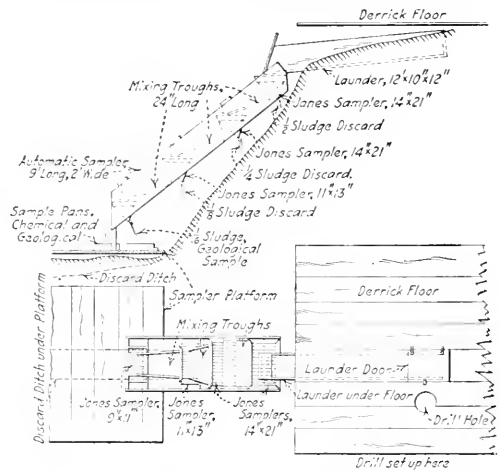 Derrick Floor
Launder, 12'x10"x12"
Mixing Troughs,
24" Long
Jones Sampler, 14"x21"
1/2 Sludge Discard
Jones Sampler, 14"x21"
1/4 Sludge Discard.
Automatic Sampler,
9' Long, 2' Wide
Jones Sampler, 11"x13"
1/8 Sludge Discard
Sample Pans,
Chemical and
Geological
1/8 Sludge,
Geological
Sample
Discard Ditch
Sampler Platform
Discard Ditch under Platform
Derrick Floor
Mixing Troughs
Launder Door
Launder under Floor
Jones Sampler,
Jones
Sampler,
11"x13"
Jones
Samplers,
14"x21"
Drill Hole
Drill set up here